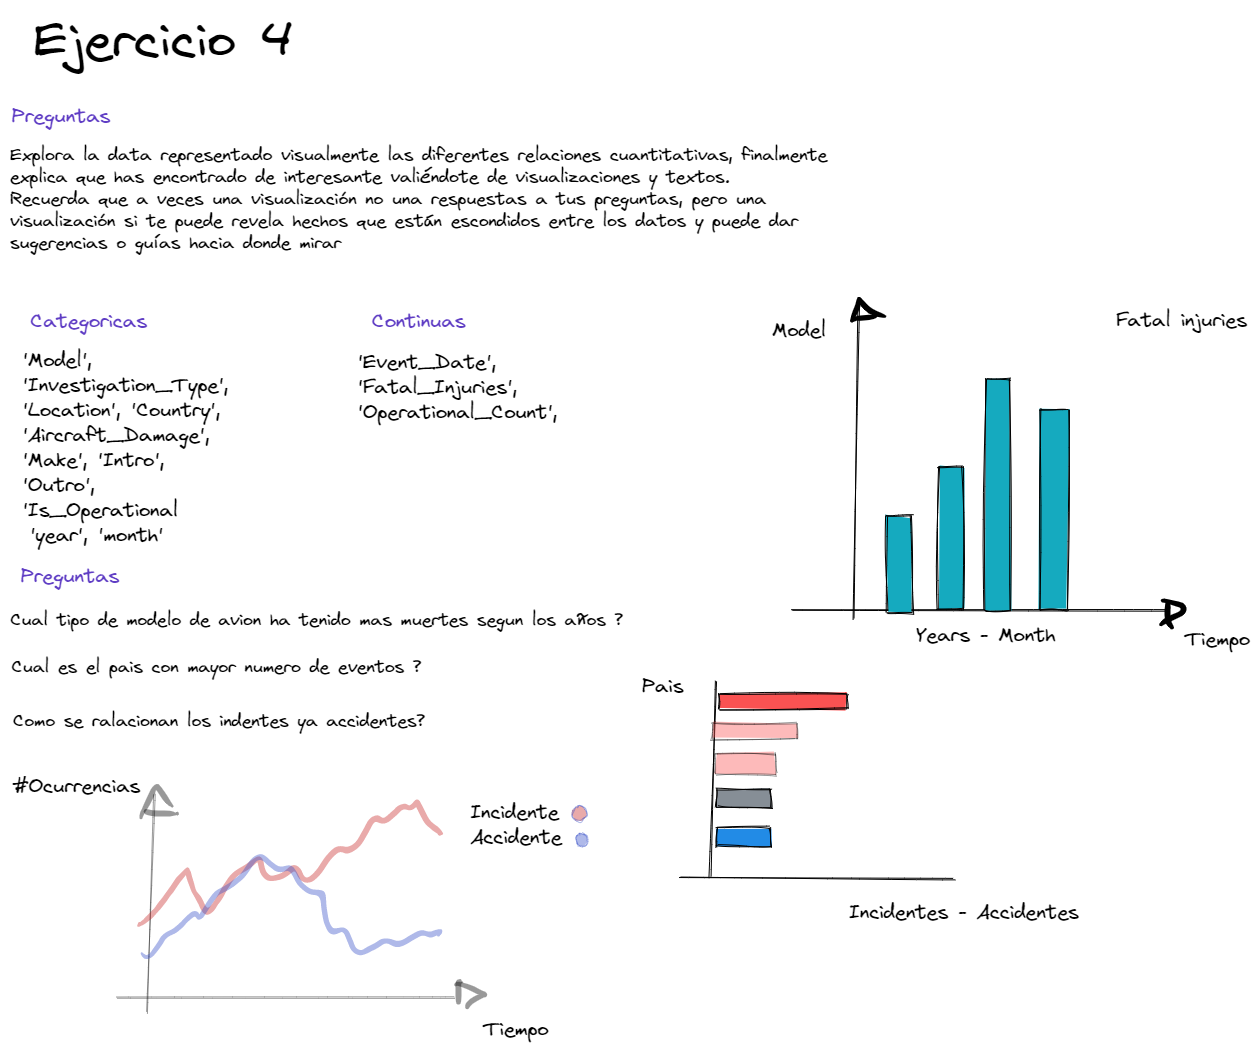 Ejercicio 4
Preguntas
Explora la data representado visualmente las diferentes relaciones cuantitativas, finalmente
explica que has encontrado de interesante valiéndote de visualizaciones y textos.
Recuerda que a veces una visualización no una respuestas a tus preguntas, pero una
visualización si te puede revela hechos que están escondidos entre los datos y puede dar
sugerencias o guías hacia donde mirar
Categoricas
'Model',
'Investigation_Type',
'Location', 'Country',
'Aircraft_Damage',
'Make', 'Intro',
'Outro',
'Is_Operational
'year', 'month'
Continuas
'Event_Date',
'Fatal_Injuries',
'Operational_Count',
Model
Fatal injuries
Years - Month
Tiempo
Preguntas
Cual tipo de modelo de avion ha tenido mas muertes segun los años ?
Cual es el pais con mayor numero de eventos ?
Como se ralacionan los indentes ya accidentes?
Pais
Incidentes - Accidentes
#Ocurrencias
Incidente
Accidente
Tiempo